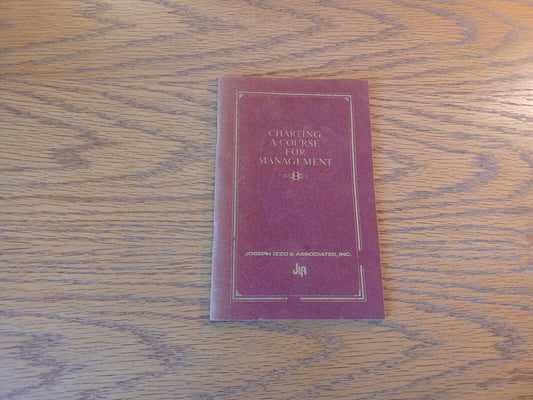 CHARTING
A COURSE
FOR
MANAGEMENT
JOSEPH IZZO & ASSOCIATES, INC.
JIA